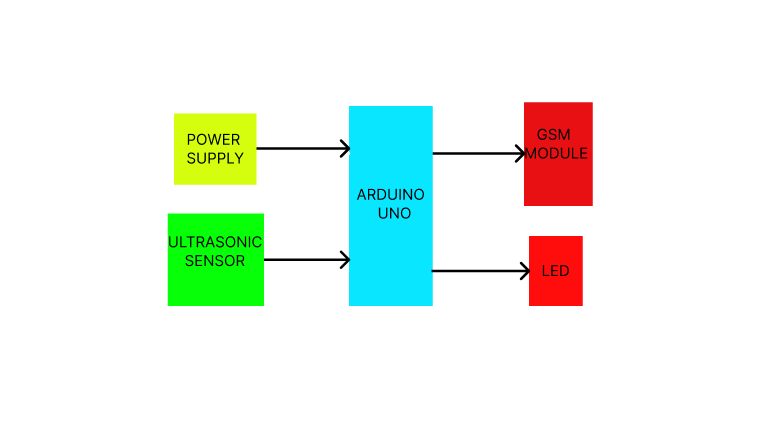 POWER
SUPPLY
ULTRASONIC
SENSOR
ARDUINO
UNO
GSM
MODULE
LED